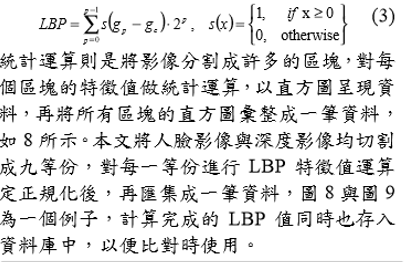 LBP = \sum_{p=0}^{p-1} s(g_p - g_c) \cdot 2^p , s(x) = \begin{cases} 1, & if x \geq 0 \\ 0, & otherwise \end{cases} (3)
統計運算則是將影像分割成許多的區塊,對每
個區塊的特徵值做統計運算,以直方圖呈現資
料,再將所有區塊的直方圖彙整成一筆資料,
如 8 所示。本文將人臉影像與深度影像均切割
成九等份,對每一等份進行 LBP 特徵值運算
定正規化後,再匯集成一筆資料,圖 8 與圖 9
為一個例子,計算完成的 LBP 值同時也存入
資料庫中,以便比對時使用。